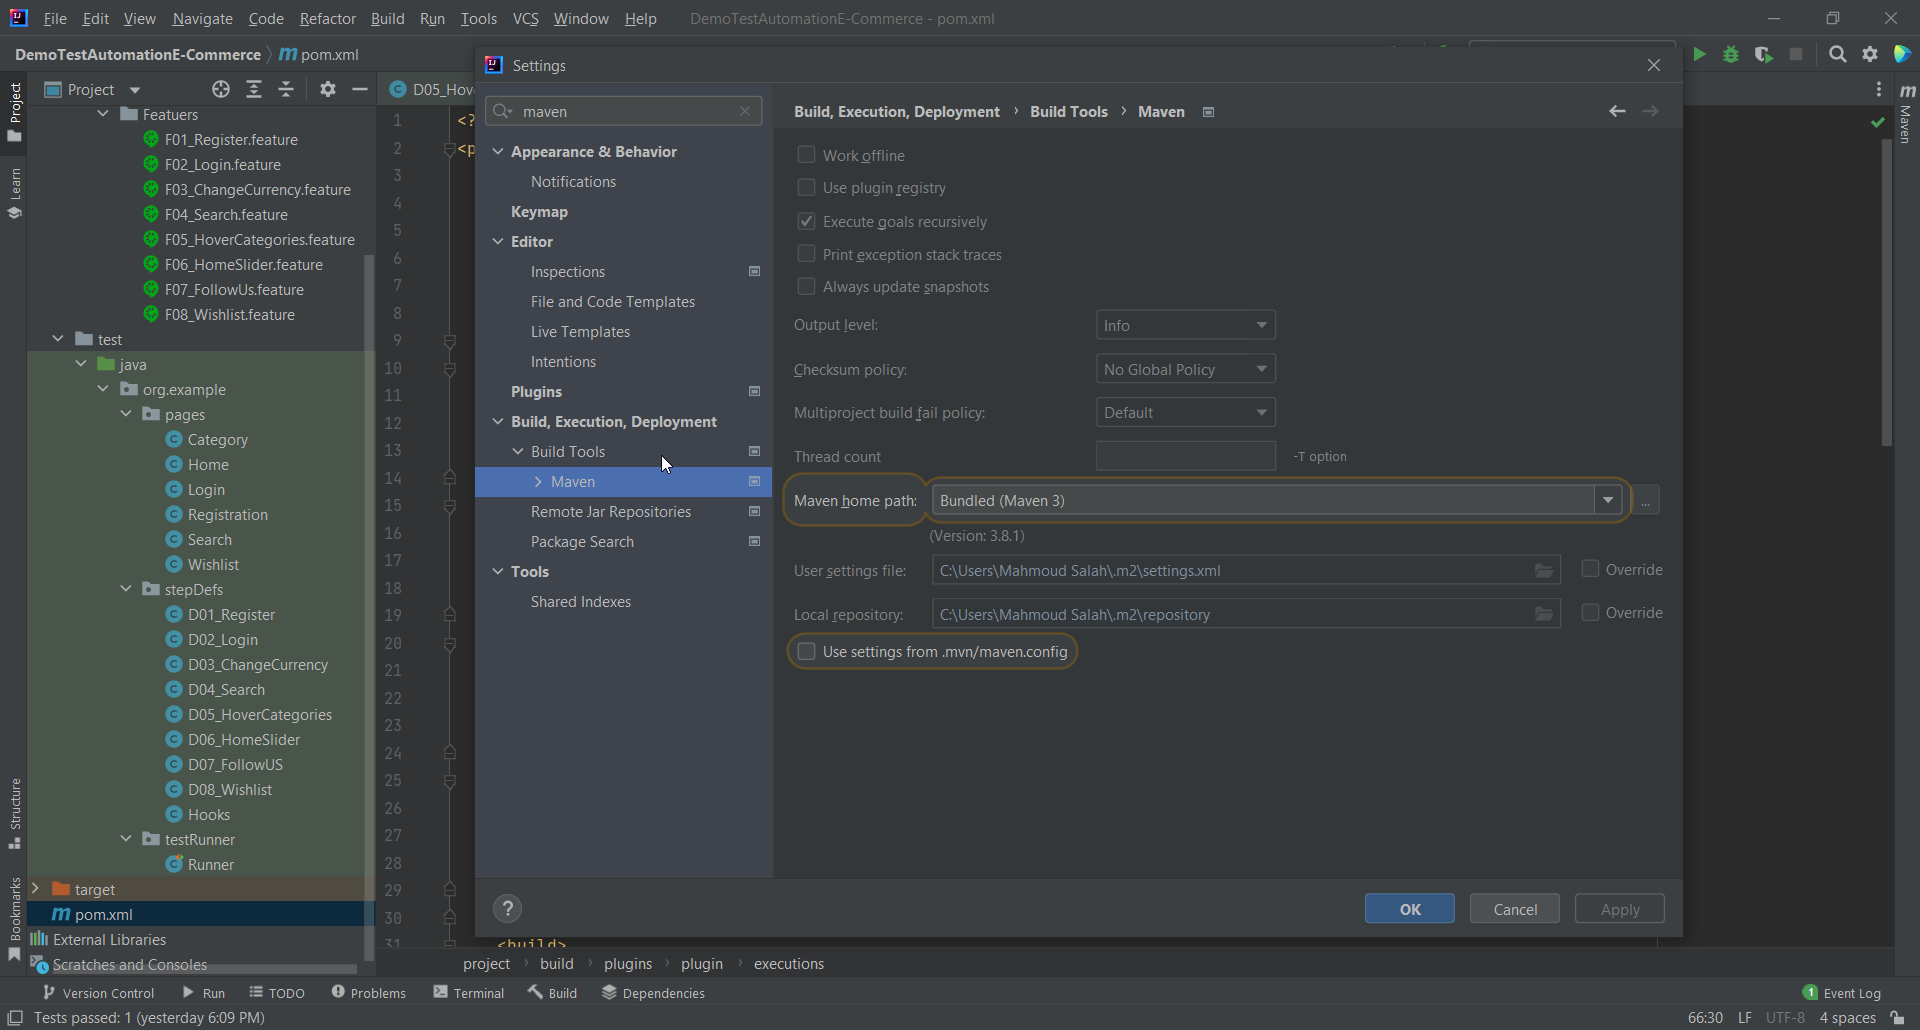 File Edit View Navigate Code Refactor Build Run Tools VCS Window Help DemoTestAutomationE-Commerce - pom.xml
DemoTestAutomationE-Commerce pom.xml
Project
Learn
Structure
Bookmarks
Project
Featuers
F01_Register.feature
F02_Login.feature
F03_ChangeCurrency.feature
F04_Search.feature
F05_HoverCategories.feature
F06_HomeSlider.feature
F07_FollowUs.feature
F08_Wishlist.feature
test
java
org.example
pages
Category
Home
Login
Registration
Search
Wishlist
stepDefs
D01_Register
D02_Login
D03_ChangeCurrency
D04_Search
D05_HoverCategories
D06_HomeSlider
D07_FollowUS
D08_Wishlist
Hooks
testRunner
Runner
target
pom.xml
External Libraries
Scratches and Consoles
D05_Hov
1 <?
2 <p
3
4
5
6
7
8
9
10
11
12
13
14
15
16
17
18
19
20
21
22
23
24
25
26
27
28
29
30
31 <build>
Settings
maven
Appearance & Behavior
Notifications
Keymap
Editor
Inspections
File and Code Templates
Live Templates
Intentions
Plugins
Build, Execution, Deployment
Build Tools
Maven
Remote Jar Repositories
Package Search
Tools
Shared Indexes
Build, Execution, Deployment › Build Tools › Maven
Work offline
Use plugin registry
Execute goals recursively
Print exception stack traces
Always update snapshots
Output level: Info
Checksum policy: No Global Policy
Multiproject build fail policy: Default
Thread count -T option
Maven home path: Bundled (Maven 3) ...
(Version: 3.8.1)
User settings file: C:\Users\Mahmoud Salah\.m2\settings.xml Override
Local repository: C:\Users\Mahmoud Salah\.m2\repository Override
Use settings from .mvn/maven.config
? OK Cancel Apply
Maven
project › build › plugins › plugin › executions
Version Control Run TODO Problems Terminal Build Dependencies 1 Event Log
Tests passed: 1 (yesterday 6:09 PM) 66:30 LF UTF-8 4 spaces